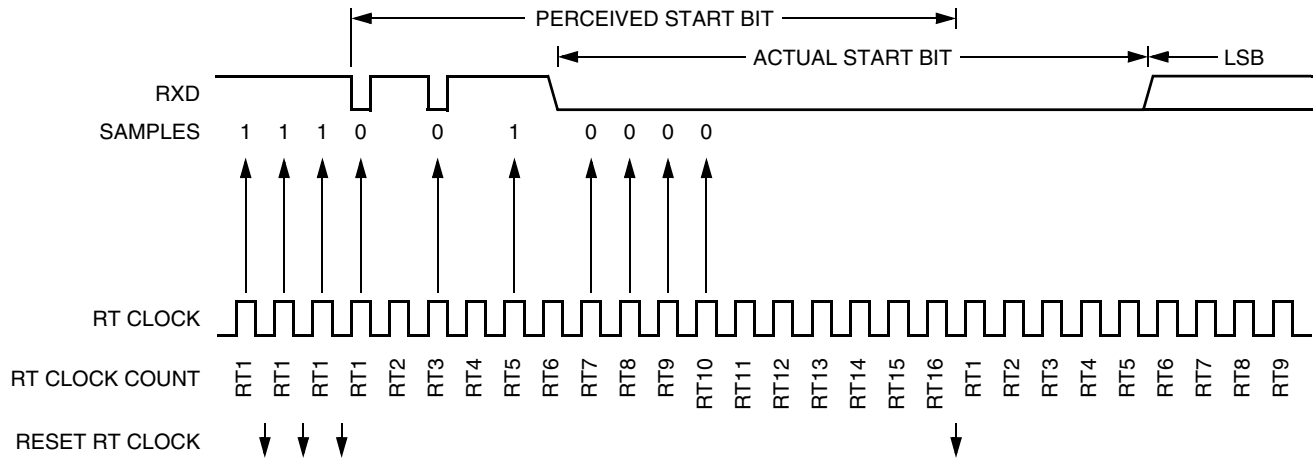 PERCEIVED START BIT
ACTUAL START BIT
LSB
RXD
SAMPLES 1 1 1 0 0 1 0 0 0 0
RT CLOCK
RT CLOCK COUNT RT1 RT1 RT1 RT1 RT2 RT3 RT4 RT5 RT6 RT7 RT8 RT9 RT10 RT11 RT12 RT13 RT14 RT15 RT16 RT1 RT2 RT3 RT4 RT5 RT6 RT7 RT8 RT9
RESET RT CLOCK